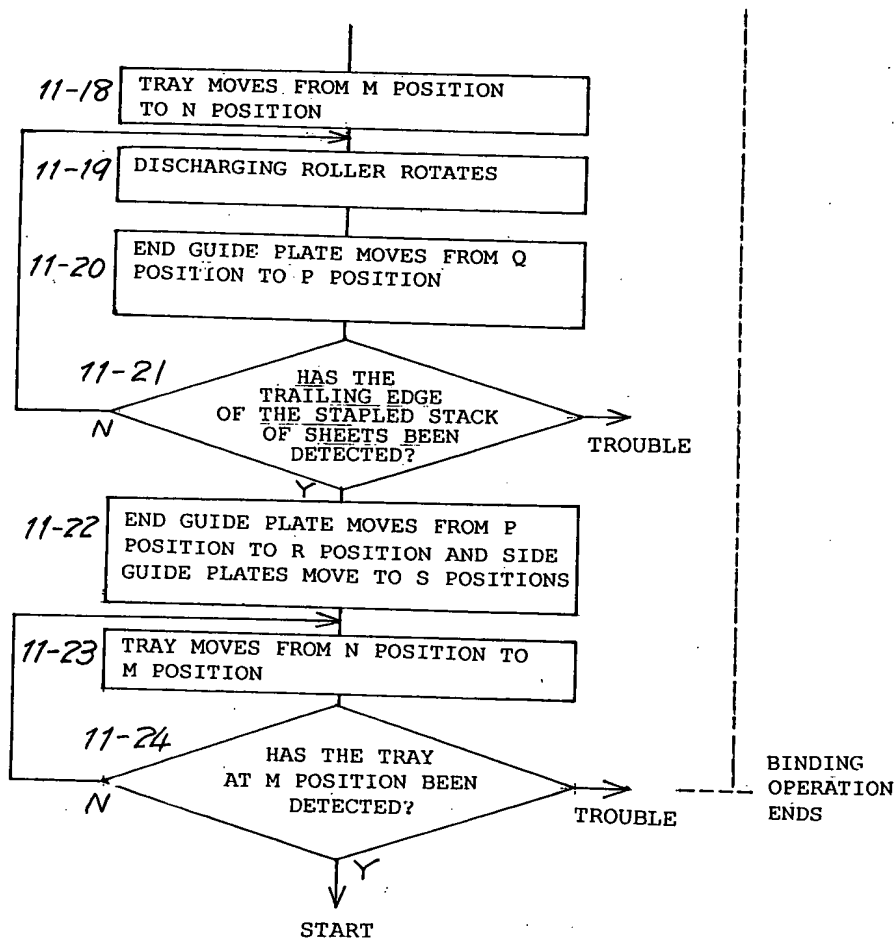 11-18
TRAY MOVES FROM M POSITION
TO N POSITION
11-19
DISCHARGING ROLLER ROTATES
11-20
END GUIDE PLATE MOVES FROM Q
POSITION TO P POSITION
11-21
HAS THE
TRAILING EDGE
OF THE STAPLED STACK
OF SHEETS BEEN
DETECTED?
N
TROUBLE
Y
11-22
END GUIDE PLATE MOVES FROM P
POSITION TO R POSITION AND SIDE
GUIDE PLATES MOVE TO S POSITIONS
11-23
TRAY MOVES FROM N POSITION TO
M POSITION
11-24
HAS THE TRAY
AT M POSITION BEEN
DETECTED?
N
TROUBLE
BINDING
OPERATION
ENDS
Y
START